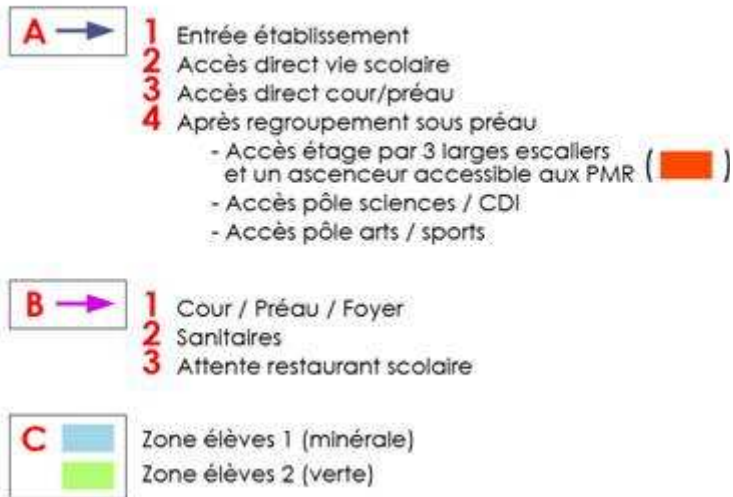 A 1 Entrée établissement
2 Accès direct vie scolaire
3 Accès direct cour/préau
4 Après regroupement sous préau
- Accès étage par 3 larges escaliers
et un ascenceur accessible aux PMR ( )
- Accès pôle sciences / CDI
- Accès pôle arts / sports
B 1 Cour / Préau / Foyer
2 Sanitaires
3 Attente restaurant scolaire
C Zone élèves 1 (minérale)
Zone élèves 2 (verte)